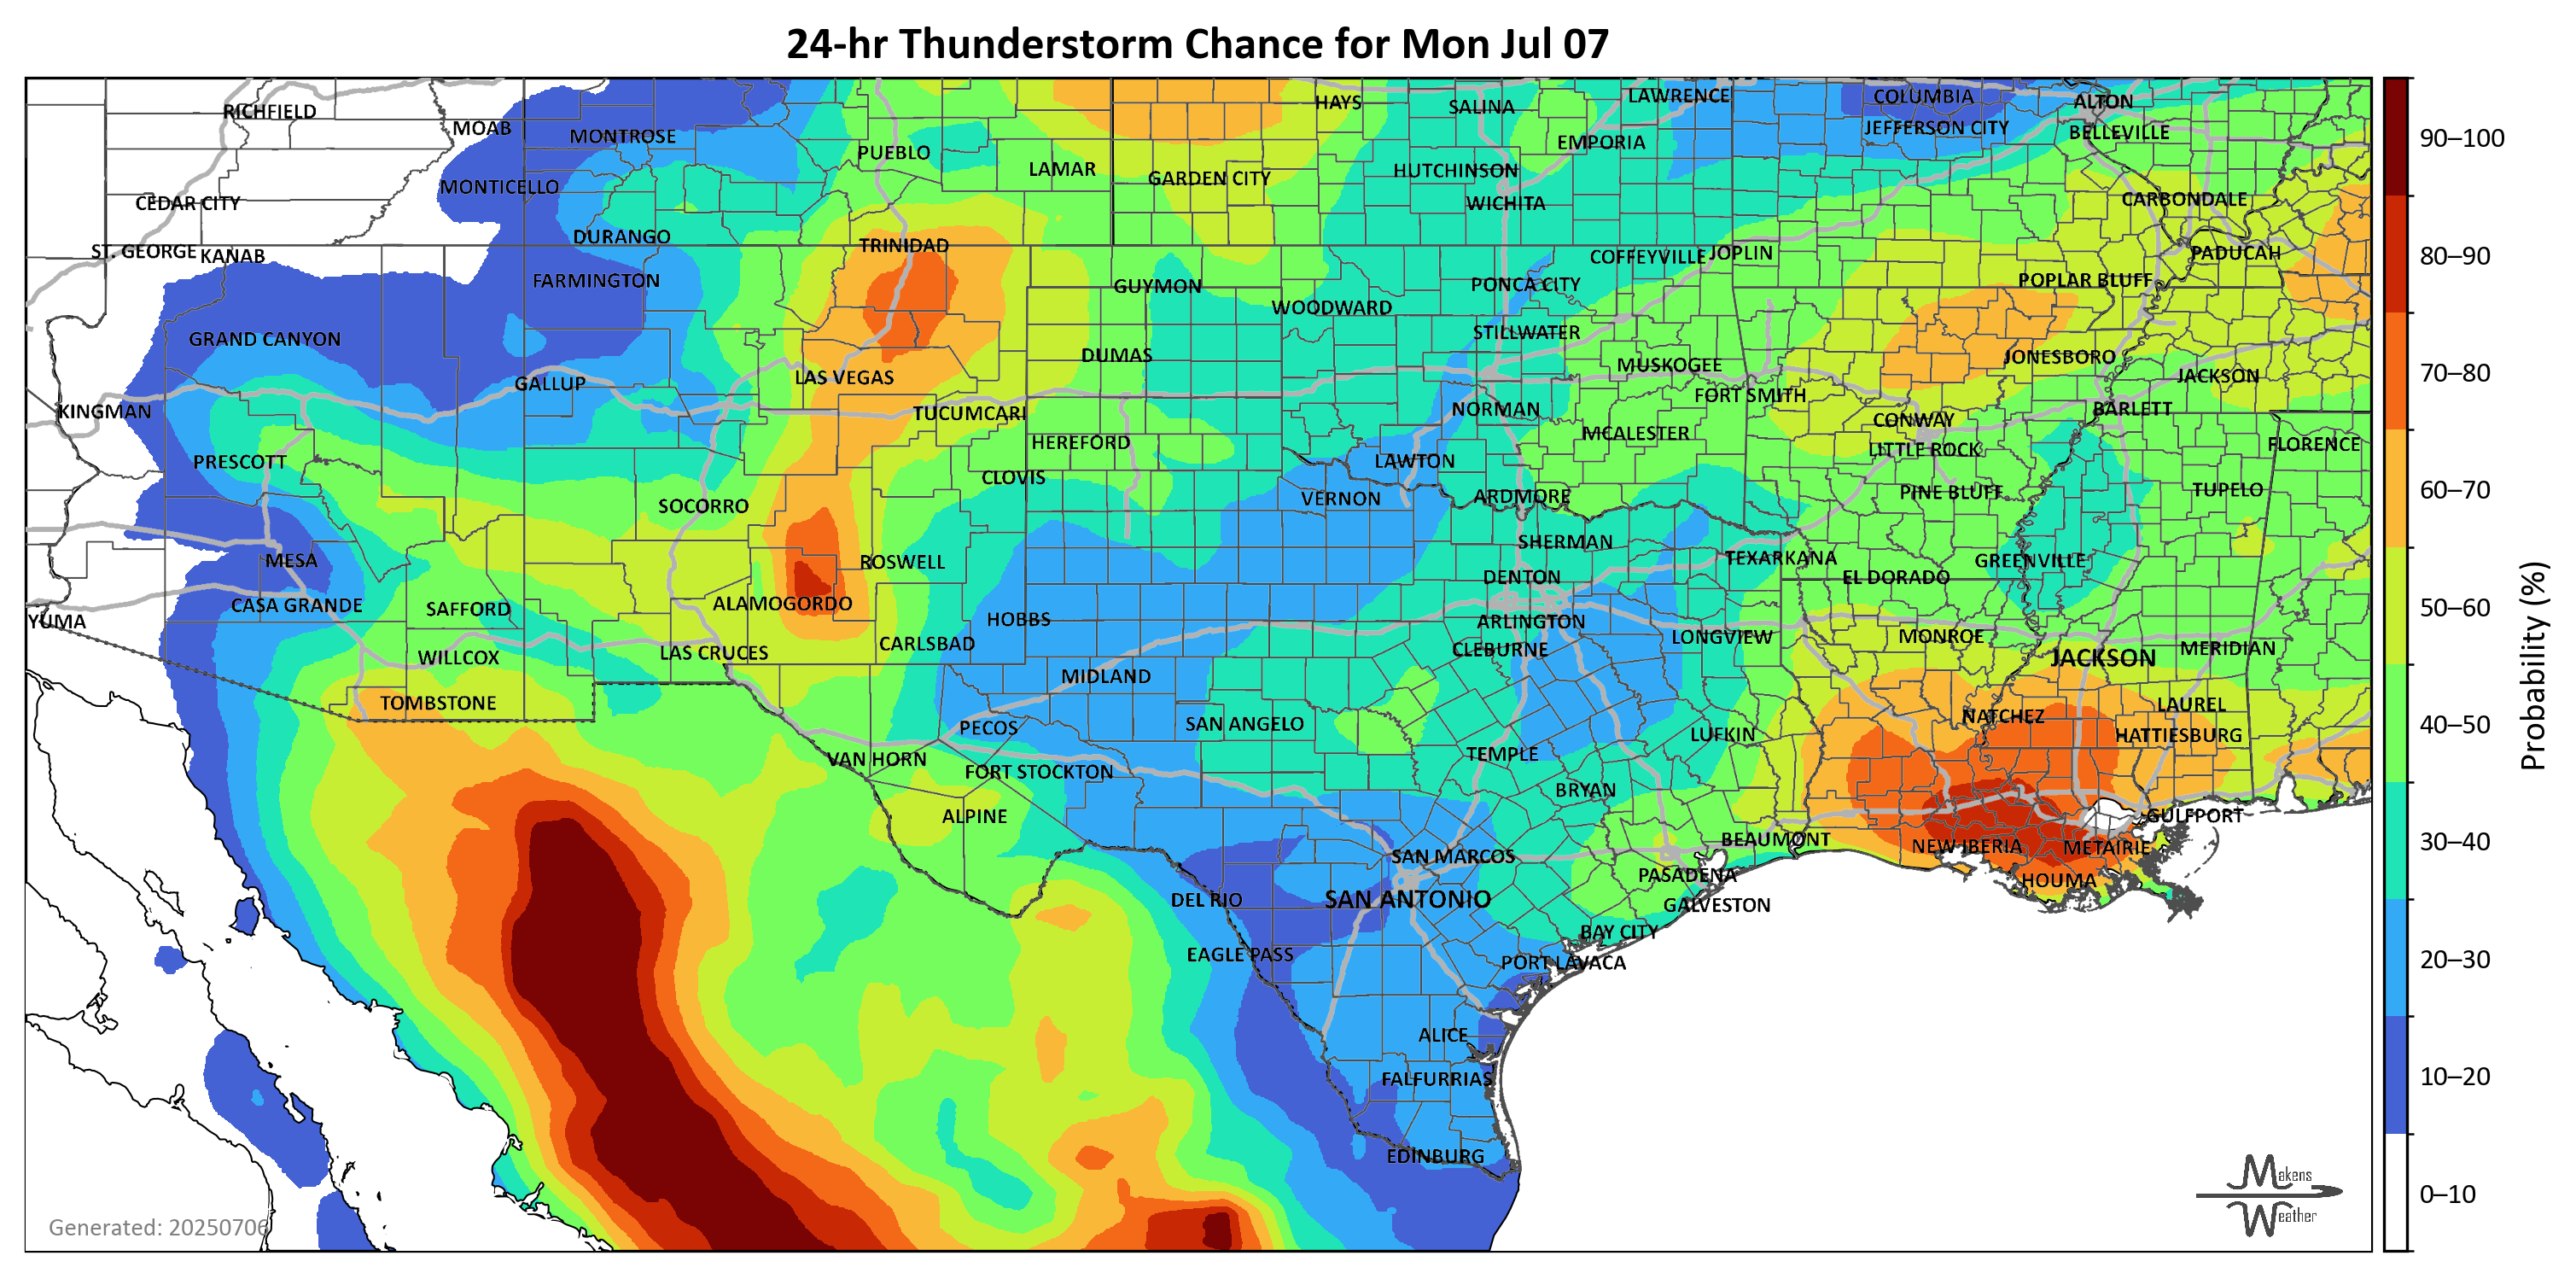 24-hr Thunderstorm Chance for Mon Jul 07
RICHFIELD
MOAB
MONTROSE
PUEBLO
LAMAR
HAYS
SALINA
LAWRENCE
COLUMBIA
ALTON
JEFFERSON CITY
BELLEVILLE
EMPORIA
HUTCHINSON
GARDEN CITY
MONTICELLO
CEDAR CITY
WICHITA
CARBONDALE
DURANGO
TRINIDAD
ST. GEORGE
KANAB
COFFEYVILLE
JOPLIN
PADUCAH
FARMINGTON
GUYMON
PONCA CITY
POPLAR BLUFF
WOODWARD
STILLWATER
GRAND CANYON
DUMAS
MUSKOGEE
JONESBORO
GALLUP
LAS VEGAS
JACKSON
FORT SMITH
KINGMAN
TUCUMCARI
NORMAN
CONWAY
BARLETT
HEREFORD
MCALESTER
LITTLE ROCK
FLORENCE
PRESCOTT
CLOVIS
LAWTON
SOCORRO
VERNON
ARDMORE
PINE BLUFF
TUPELO
MESA
ROSWELL
SHERMAN
TEXARKANA
GREENVILLE
CASA GRANDE
SAFFORD
ALAMOGORDO
DENTON
EL DORADO
YUMA
HOBBS
ARLINGTON
WILLCOX
LAS CRUCES
CARLSBAD
CLEBURNE
LONGVIEW
MONROE
JACKSON
MERIDIAN
TOMBSTONE
MIDLAND
PECOS
SAN ANGELO
NATCHEZ
LAUREL
VAN HORN
FORT STOCKTON
TEMPLE
LUFKIN
HATTIESBURG
ALPINE
BRYAN
GULFPORT
SAN MARCOS
BEAUMONT
NEW IBERIA
METAIRIE
DEL RIO
SAN ANTONIO
PASADENA
HOUMA
GALVESTON
EAGLE PASS
BAY CITY
PORT LAVACA
ALICE
FALFURRIAS
EDINBURG
Generated: 20250706
Makens
Weather
90–100
80–90
70–80
60–70
50–60
40–50
30–40
20–30
10–20
0–10
Probability (%)